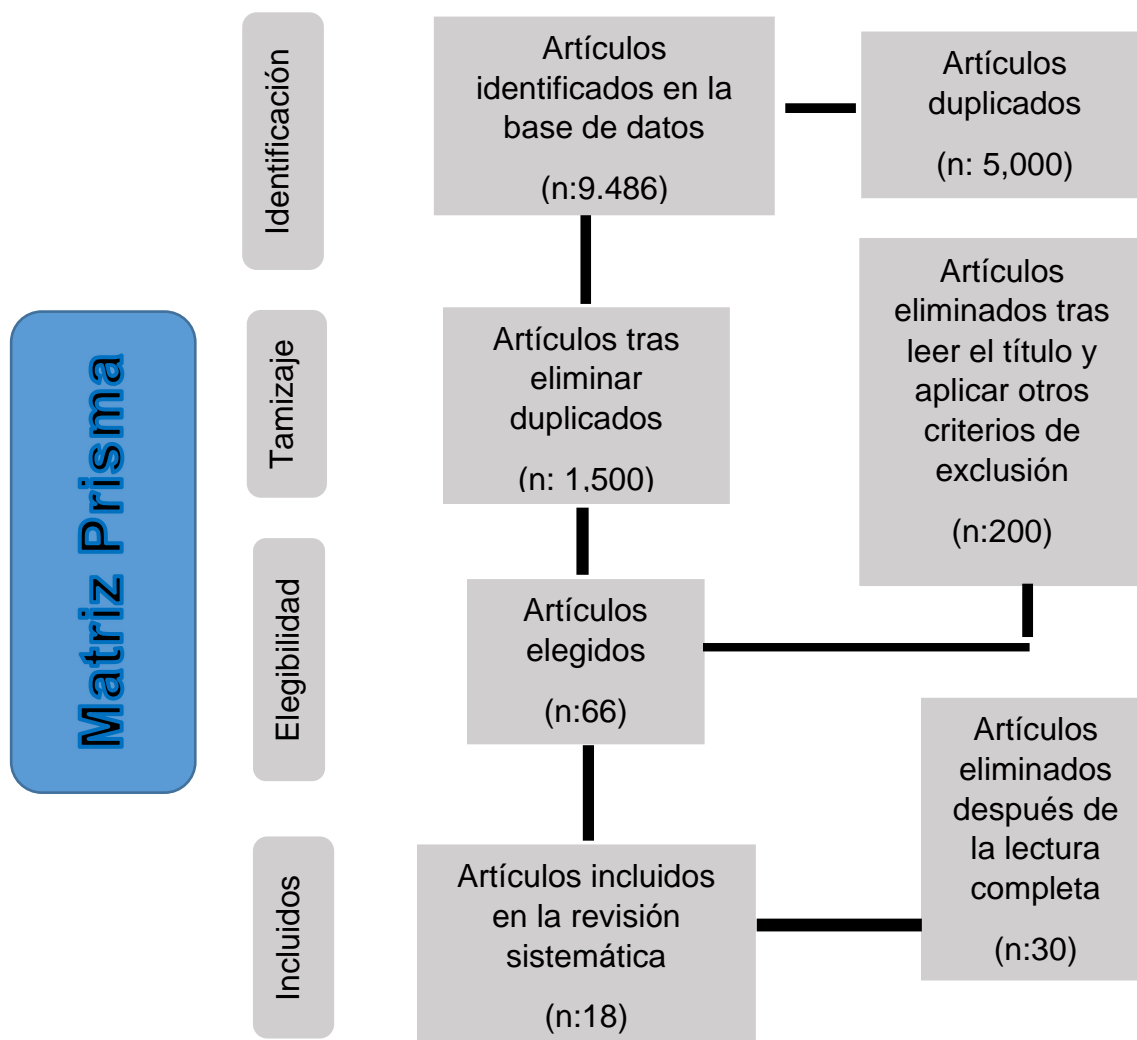 Matriz Prisma
Identificación
Artículos
identificados en la
base de datos
(n:9.486)
Artículos
duplicados
(n: 5,000)
Tamizaje
Artículos tras
eliminar
duplicados
(n: 1,500)
Artículos
eliminados tras
leer el título y
aplicar otros
criterios de
exclusión
(n:200)
Elegibilidad
Artículos
elegidos
(n:66)
Artículos
eliminados
después de
la lectura
completa
(n:30)
Incluidos
Artículos incluidos
en la revisión
sistemática
(n:18)